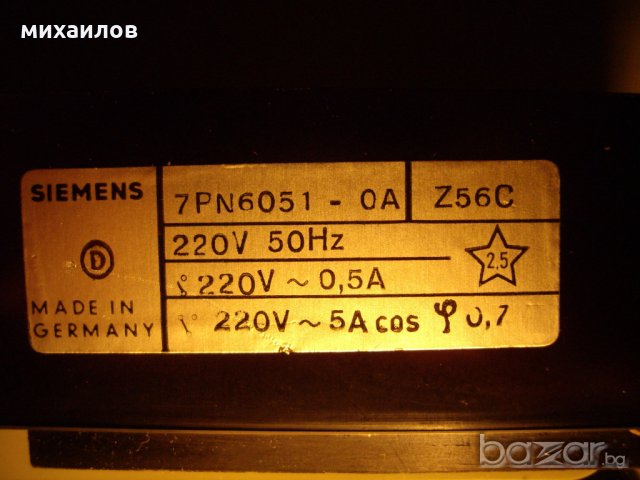 михаилов
SIEMENS
7PN6051 - 0A
Z56C
220V 50Hz
2.5
D
220V ~ 0,5A
MADE IN
GERMANY
220V ~ 5A cos φ 0,7
bazar.bg